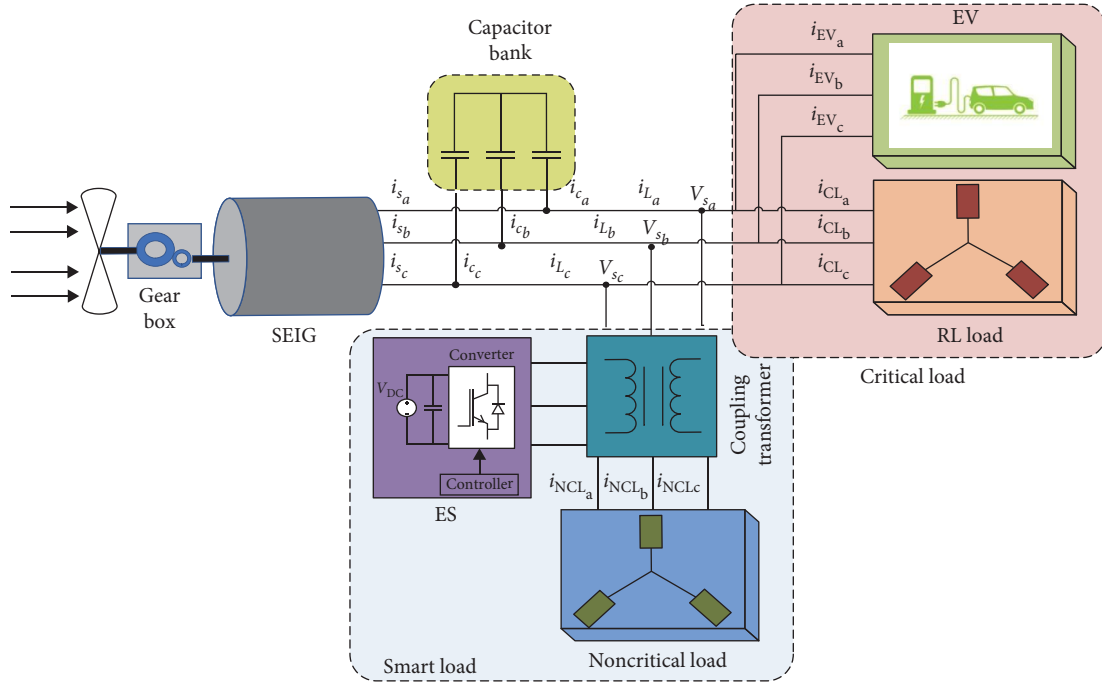 EV
Capacitor
bank
i_EV_a
i_EV_b
i_EV_c
i_s_a
i_c_a
i_L_a
V_s_a
i_CL_a
i_s_b
i_c_b
i_L_b
V_s_b
i_CL_b
i_s_c
i_c_c
i_L_c
V_s_c
i_CL_c
Gear
box
SEIG
RL load
Critical load
Converter
V_DC
Controller
ES
Coupling
transformer
i_NCL_a
i_NCL_b
i_NCLc
Smart load
Noncritical load